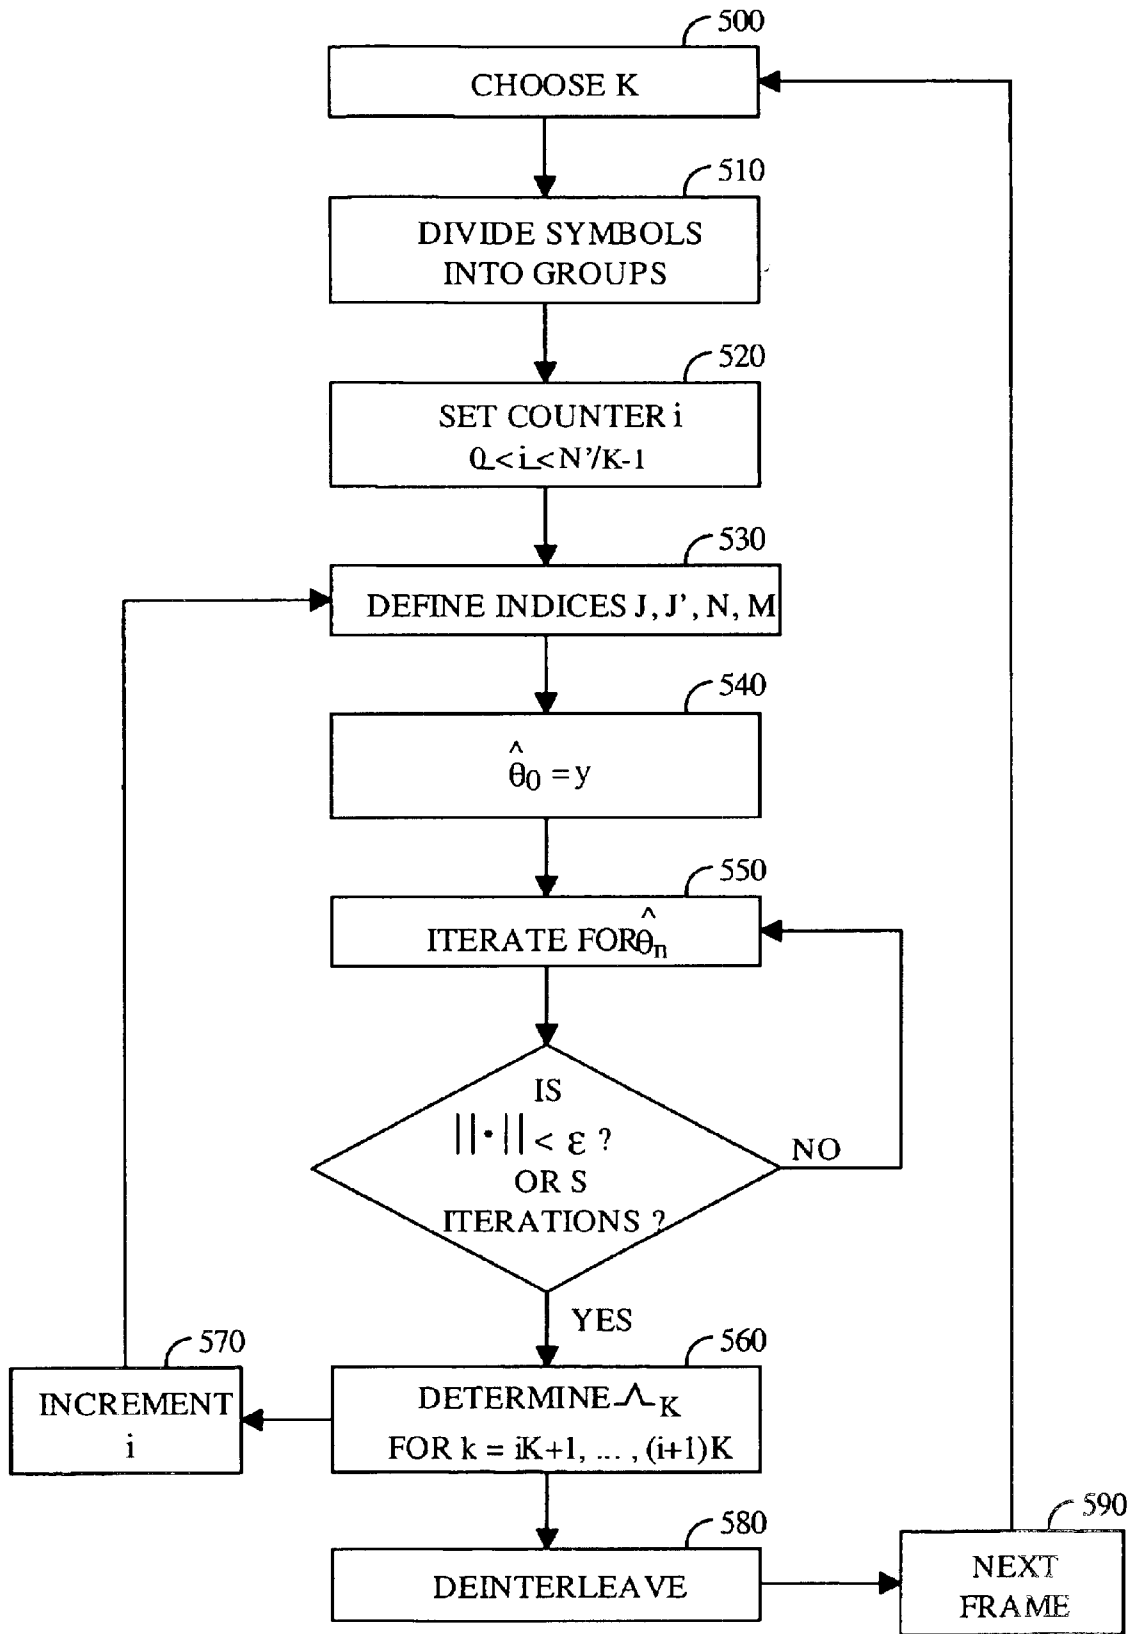 500
CHOOSE K
510
DIVIDE SYMBOLS
INTO GROUPS
520
SET COUNTER i
0≤i≤N'/K-1
530
DEFINE INDICES J, J', N, M
540
θ̂0 = y
550
ITERATE FOR θ̂n
IS
||·|| < ε ?
OR S
ITERATIONS ?
NO
YES
560
DETERMINE ΛK
FOR k = iK+1, ... , (i+1)K
570
INCREMENT
i
580
DEINTERLEAVE
590
NEXT
FRAME